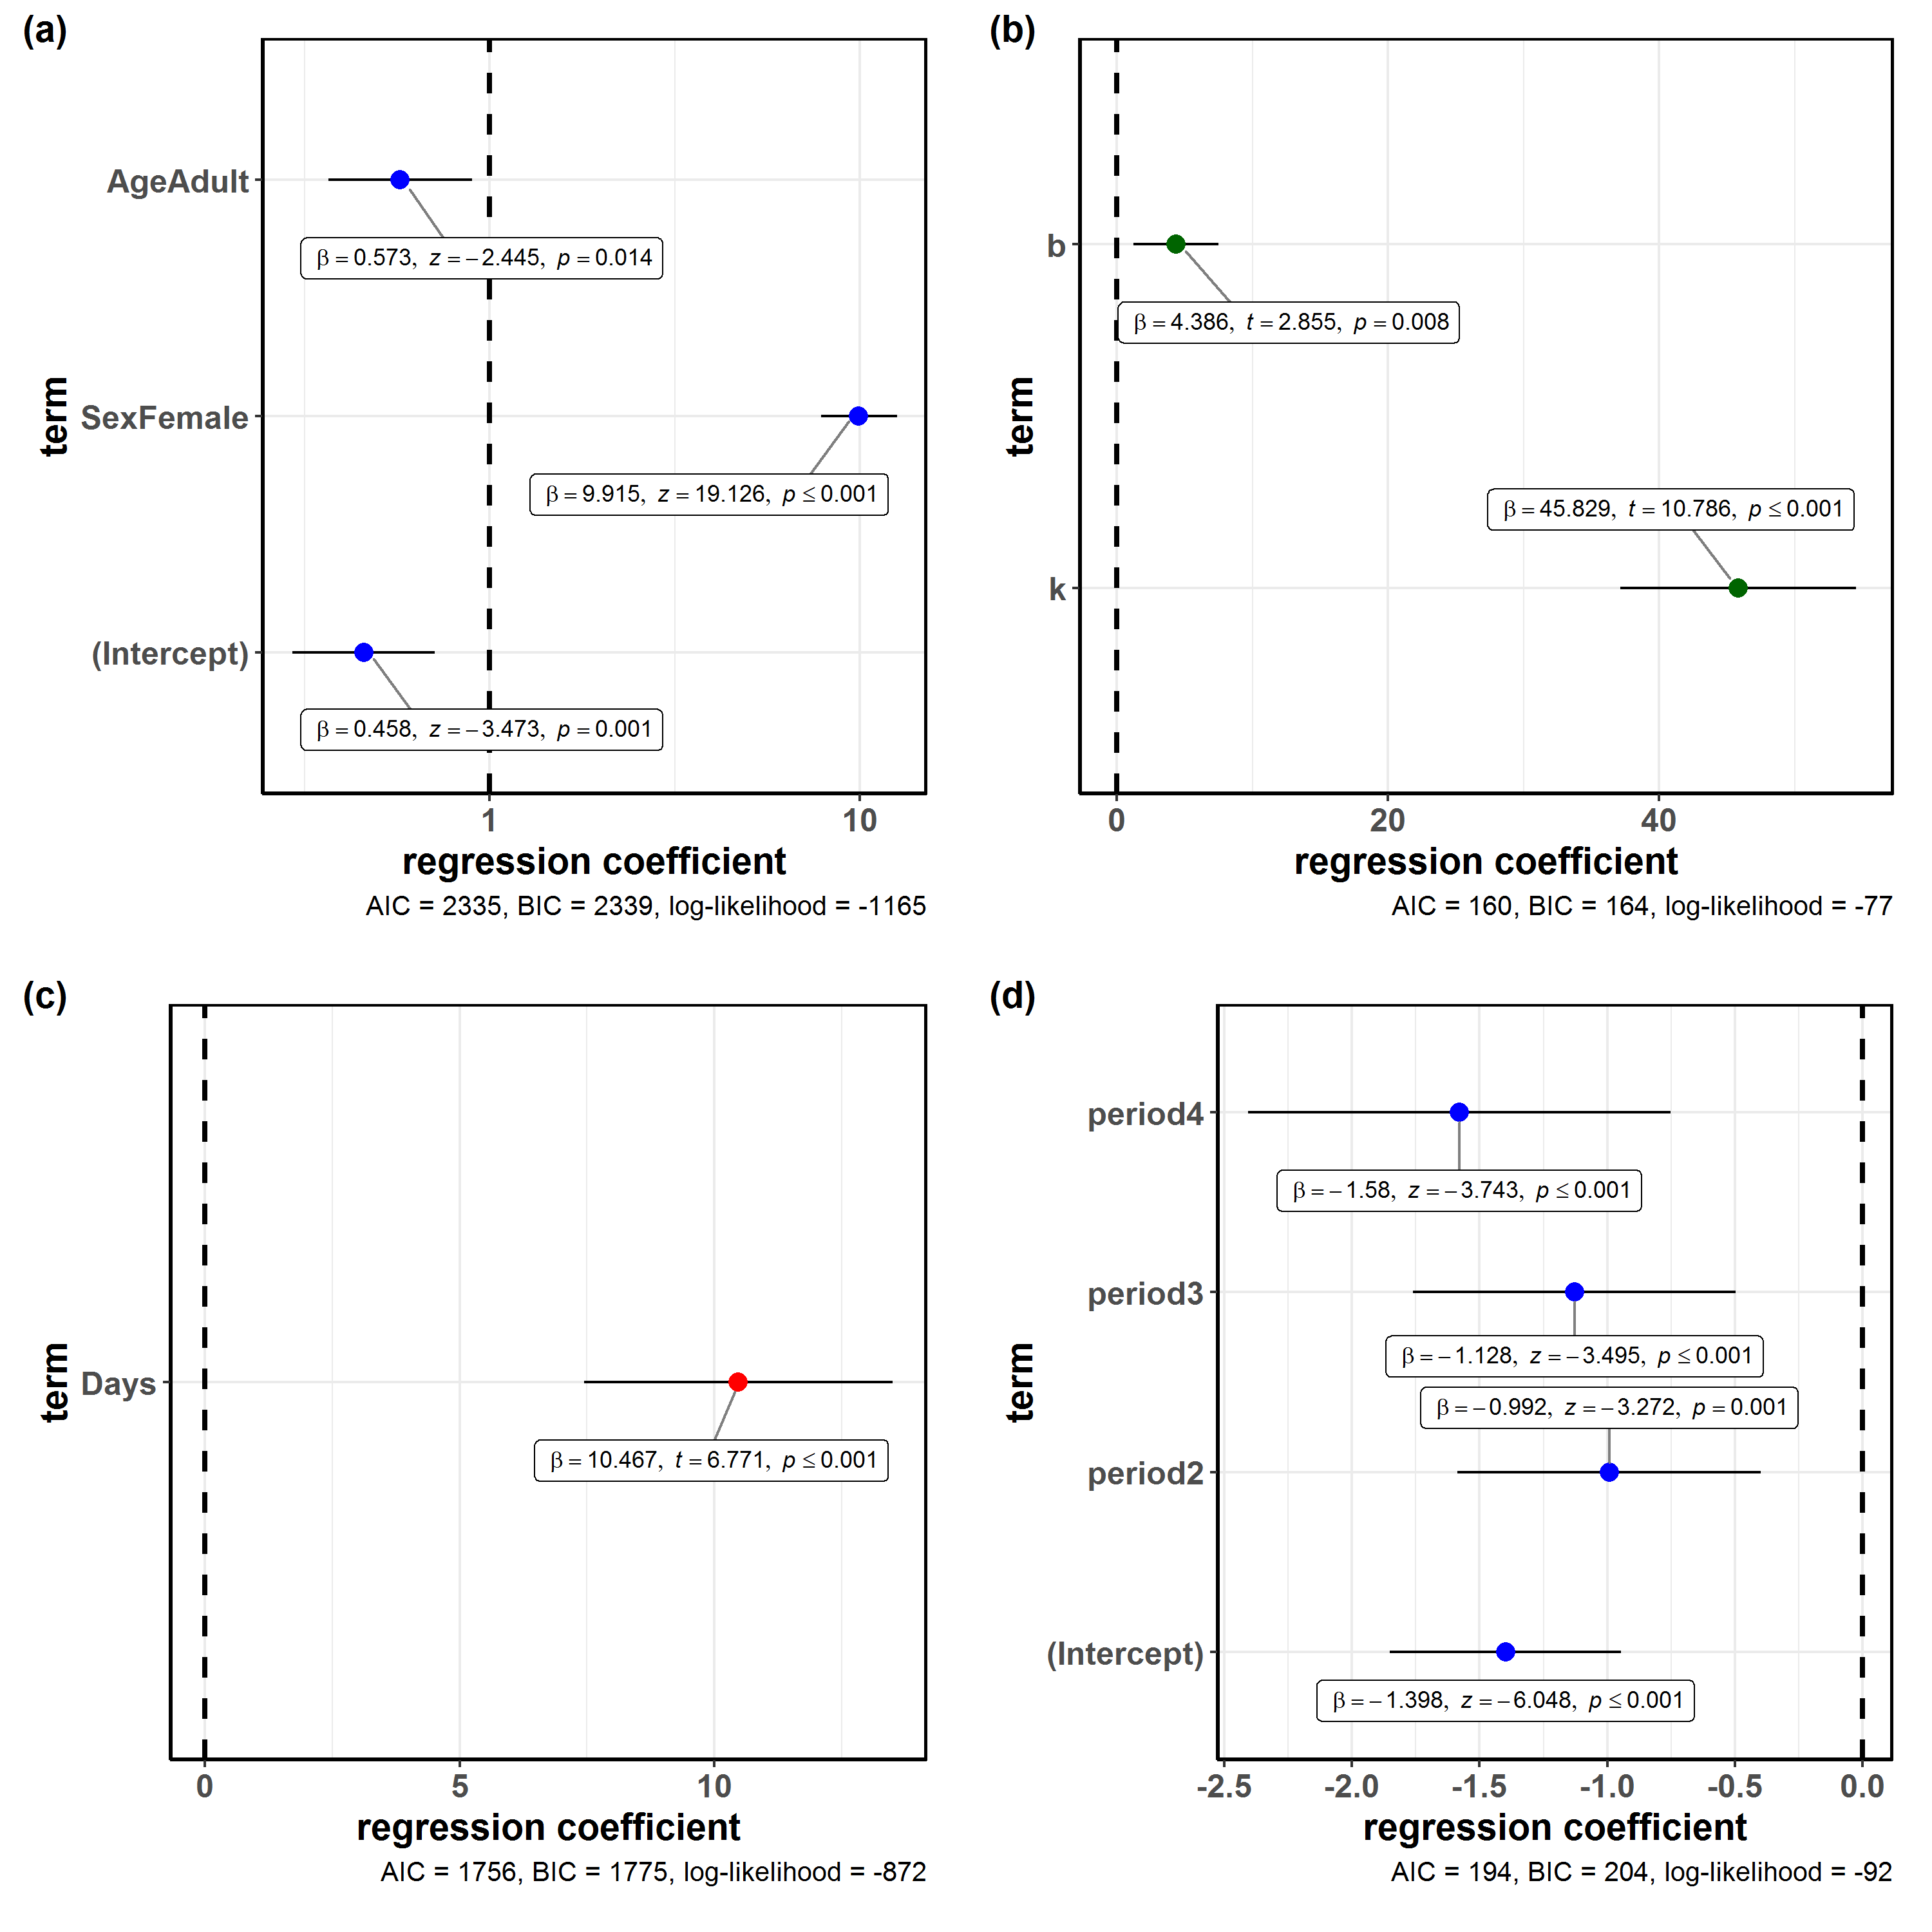 (a)
AgeAdult
β = 0.573, z = −2.445, p = 0.014
term
SexFemale
β = 9.915, z = 19.126, p ≤ 0.001
(Intercept)
β = 0.458, z = −3.473, p = 0.001
1 10
regression coefficient
AIC = 2335, BIC = 2339, log-likelihood = -1165
(b)
b
β = 4.386, t = 2.855, p = 0.008
term
β = 45.829, t = 10.786, p ≤ 0.001
k
0 20 40
regression coefficient
AIC = 160, BIC = 164, log-likelihood = -77
(c)
term
Days
β = 10.467, t = 6.771, p ≤ 0.001
0 5 10
regression coefficient
AIC = 1756, BIC = 1775, log-likelihood = -872
(d)
period4
β = −1.58, z = −3.743, p ≤ 0.001
period3
β = −1.128, z = −3.495, p ≤ 0.001
term
β = −0.992, z = −3.272, p = 0.001
period2
(Intercept)
β = −1.398, z = −6.048, p ≤ 0.001
-2.5 -2.0 -1.5 -1.0 -0.5 0.0
regression coefficient
AIC = 194, BIC = 204, log-likelihood = -92